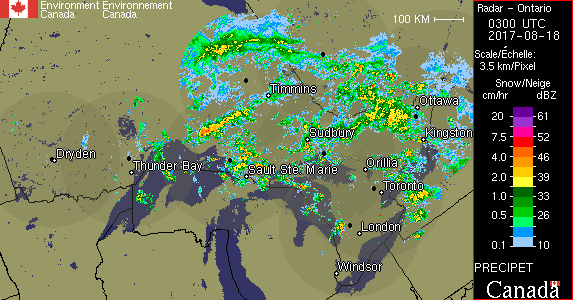 Environment Environnement
Canada Canada
100 KM
Timmins
Ottawa
Sudbury
Kingston
Dryden
Thunder Bay
Sault Ste. Marie
Orillia
Toronto
London
Windsor
Radar - Ontario
0300 UTC
2017-08-18
Scale/Échelle:
3.5 km/Pixel
Snow/Neige
cm/hr dBZ
20 61
7.5 52
4.0 46
2.0 39
1.0 33
0.5 26
0.1 10
PRECIPET
Canada